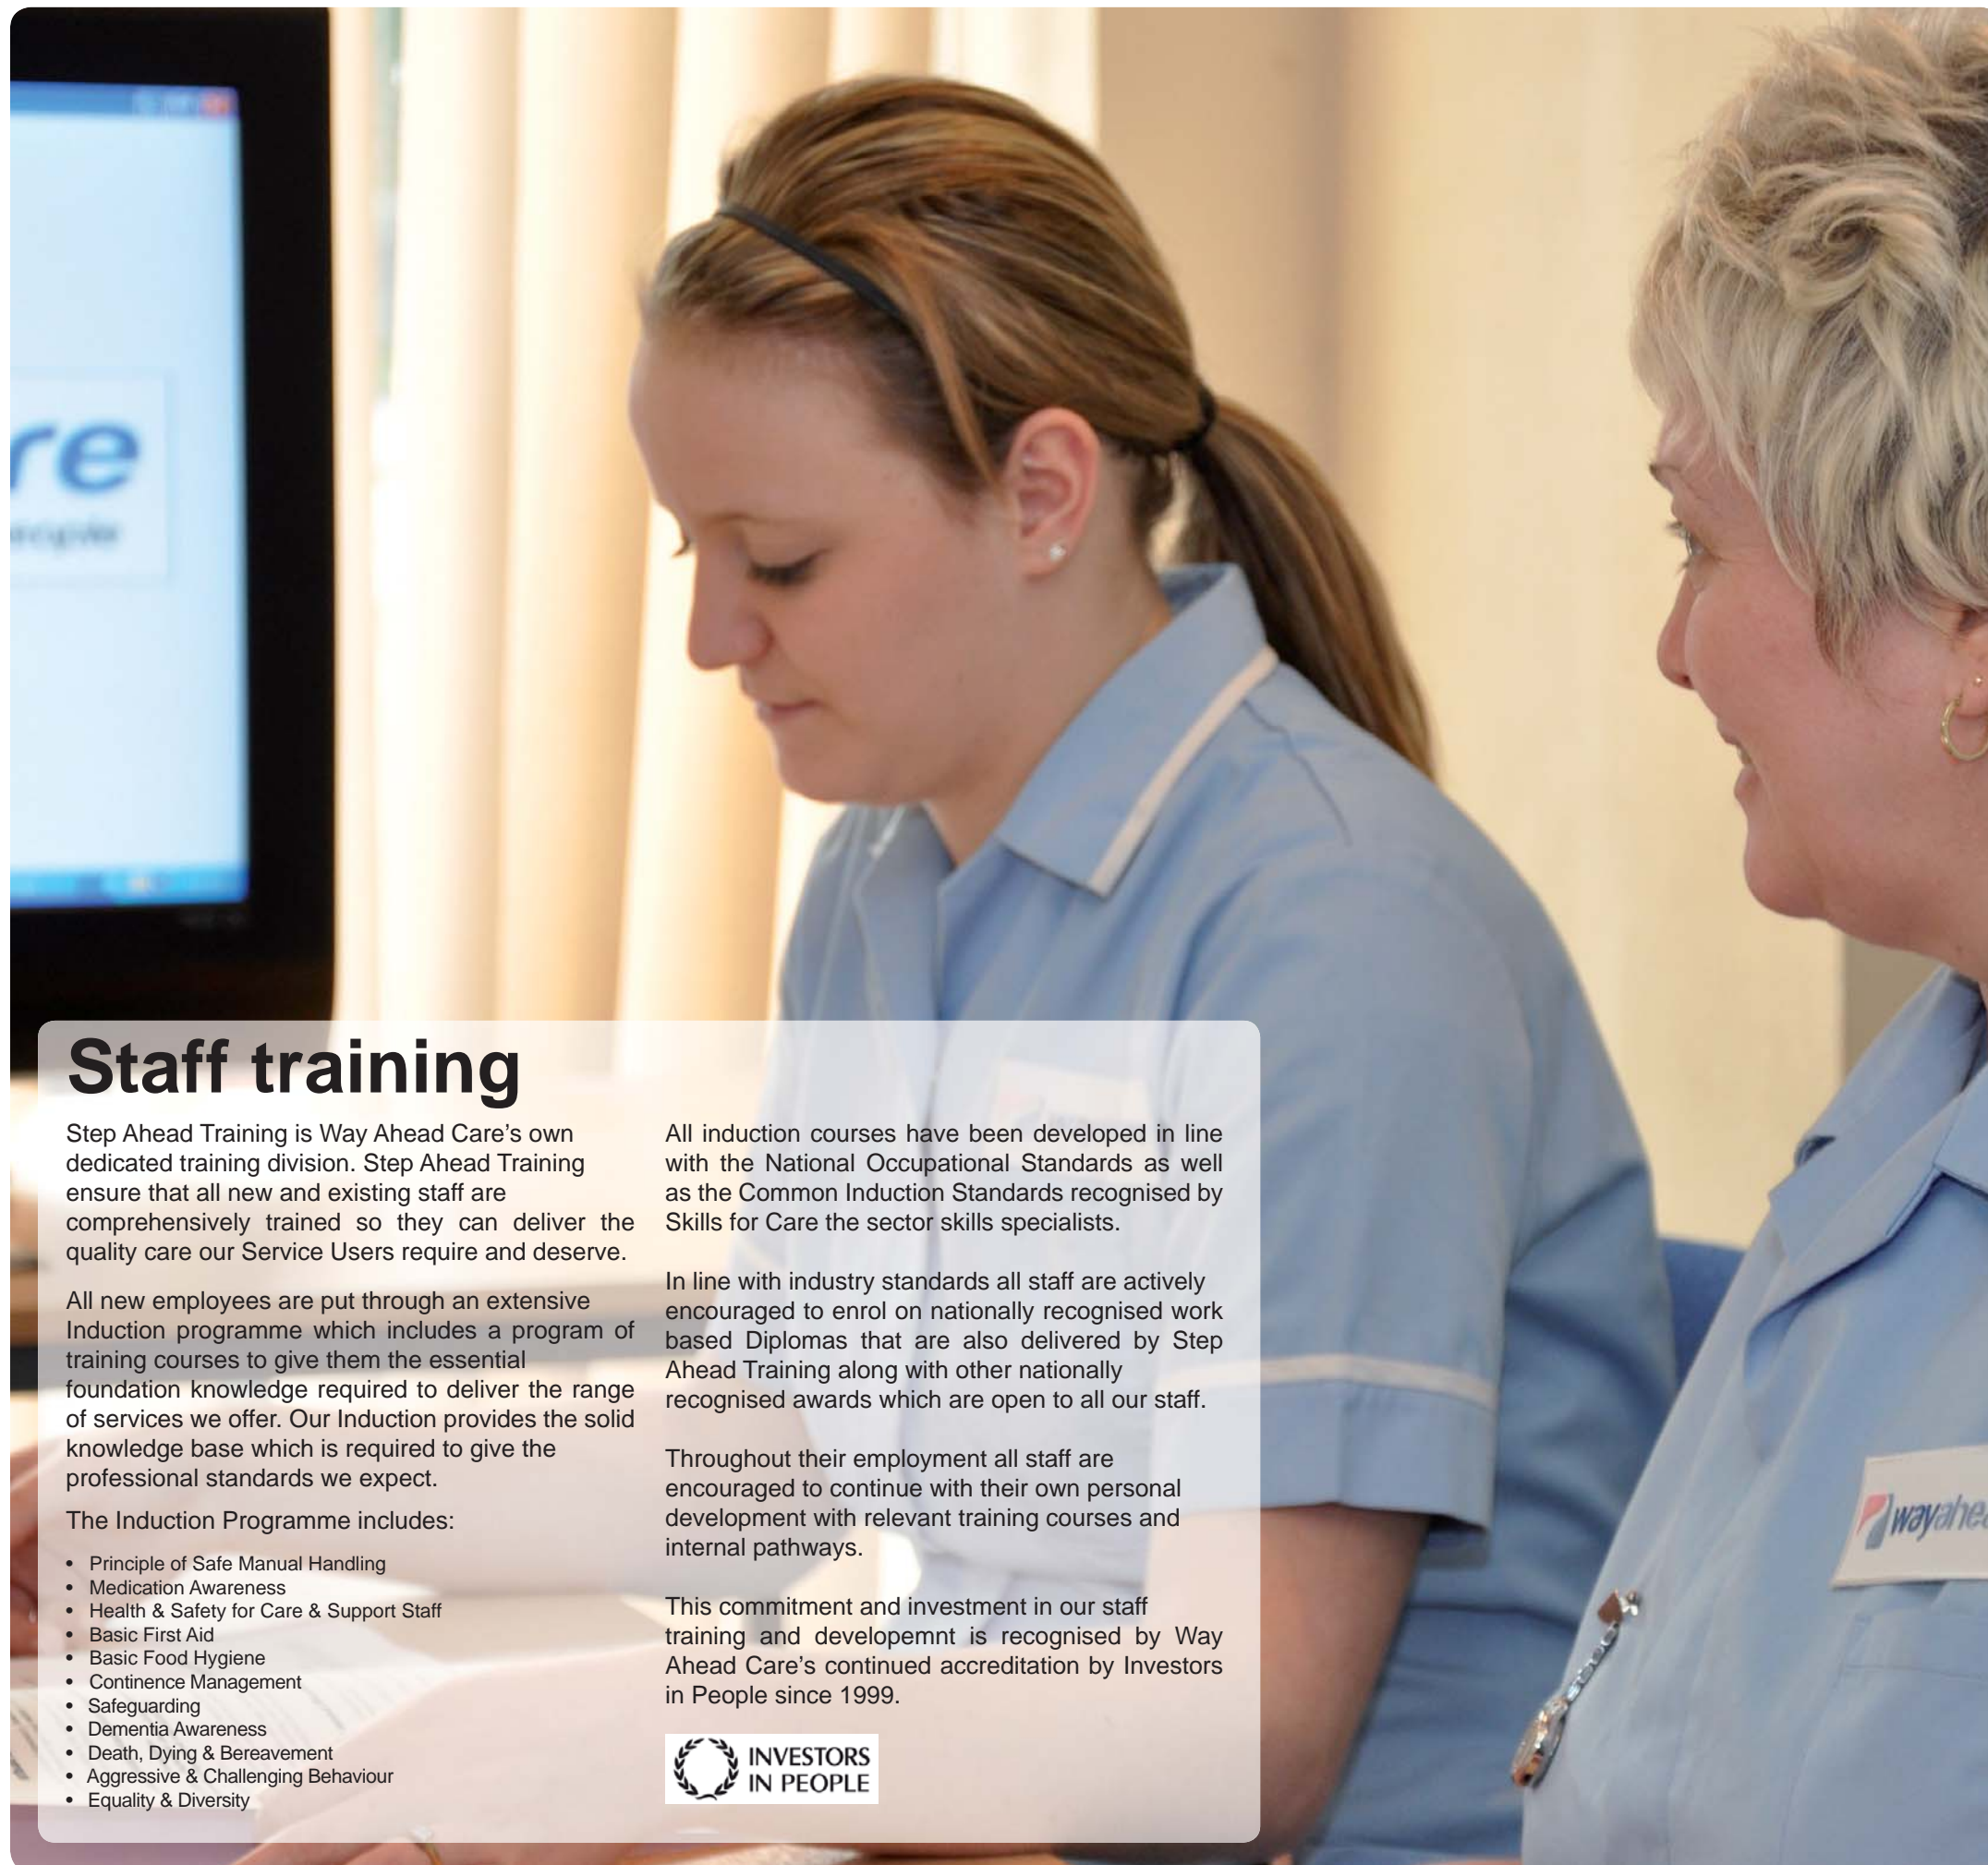 re
Staff training
Step Ahead Training is Way Ahead Care’s own
dedicated training division. Step Ahead Training
ensure that all new and existing staff are
comprehensively trained so they can deliver the
quality care our Service Users require and deserve.
All new employees are put through an extensive
Induction programme which includes a program of
training courses to give them the essential
foundation knowledge required to deliver the range
of services we offer. Our Induction provides the solid
knowledge base which is required to give the
professional standards we expect.
The Induction Programme includes:
• Principle of Safe Manual Handling
• Medication Awareness
• Health & Safety for Care & Support Staff
• Basic First Aid
• Basic Food Hygiene
• Continence Management
• Safeguarding
• Dementia Awareness
• Death, Dying & Bereavement
• Aggressive & Challenging Behaviour
• Equality & Diversity
All induction courses have been developed in line
with the National Occupational Standards as well
as the Common Induction Standards recognised by
Skills for Care the sector skills specialists.
In line with industry standards all staff are actively
encouraged to enrol on nationally recognised work
based Diplomas that are also delivered by Step
Ahead Training along with other nationally
recognised awards which are open to all our staff.
Throughout their employment all staff are
encouraged to continue with their own personal
development with relevant training courses and
internal pathways.
This commitment and investment in our staff
training and developemnt is recognised by Way
Ahead Care’s continued accreditation by Investors
in People since 1999.
INVESTORS
IN PEOPLE
wayahea